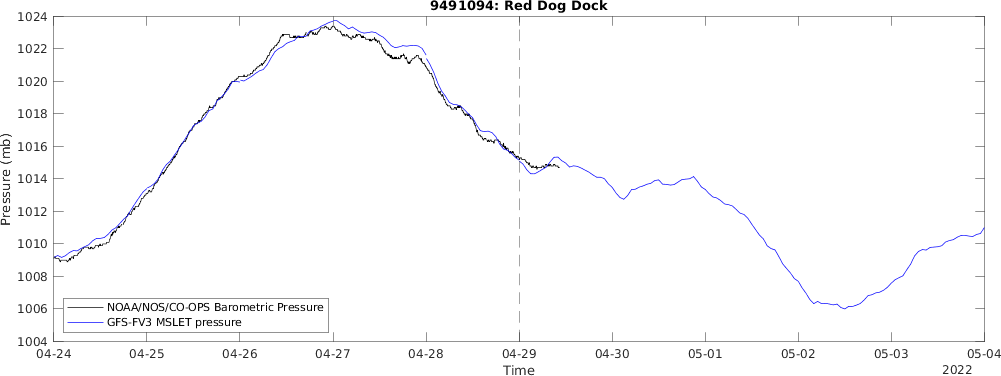 9491094: Red Dog Dock
1024
1022
1020
1018
1016
1014
1012
1010
1008
1006
1004
Pressure (mb)
NOAA/NOS/CO-OPS Barometric Pressure
GFS-FV3 MSLET pressure
04-24 04-25 04-26 04-27 04-28 04-29 04-30 05-01 05-02 05-03 05-04
Time
2022